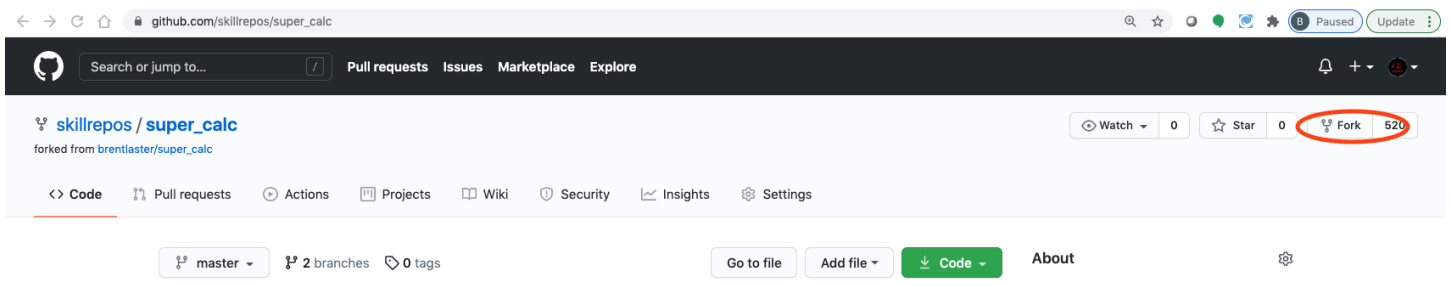 github.com/skillrepos/super_calc B Paused Update
Search or jump to... / Pull requests Issues Marketplace Explore
skillrepos / super_calc Watch 0 Star 0 Fork 520
forked from brentlaster/super_calc
<> Code Pull requests Actions Projects Wiki Security Insights Settings
master 2 branches 0 tags Go to file Add file Code About